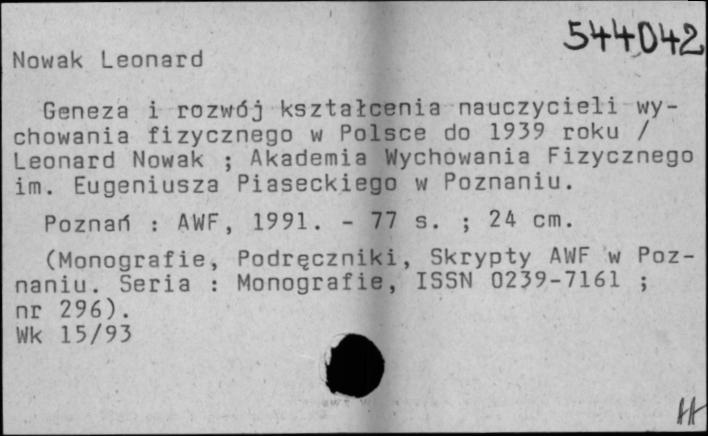 544042
Nowak Leonard
Geneza i rozwój kształcenia nauczycieli wy-
chowania fizycznego w Polsce do 1939 roku /
Leonard Nowak ; Akademia Wychowania Fizycznego
im. Eugeniusza Piaseckiego w Poznaniu.
Poznań : AWF, 1991. - 77 s. ; 24 cm.
(Monografie, Podręczniki, Skrypty AWF w Poz-
naniu. Seria : Monografie, ISSN 0239-7161 ;
nr 296).
Wk 15/93